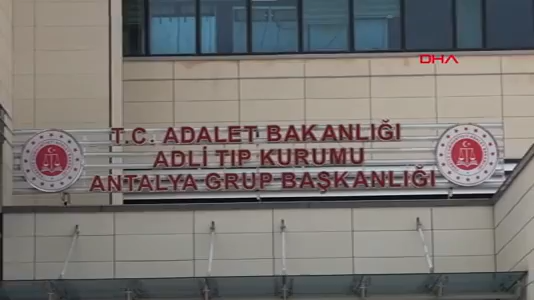 DHA
T.C. ADALET BAKANLIĞI
ADLİ TIP KURUMU
ANTALYA GRUP BAŞKANLIĞI